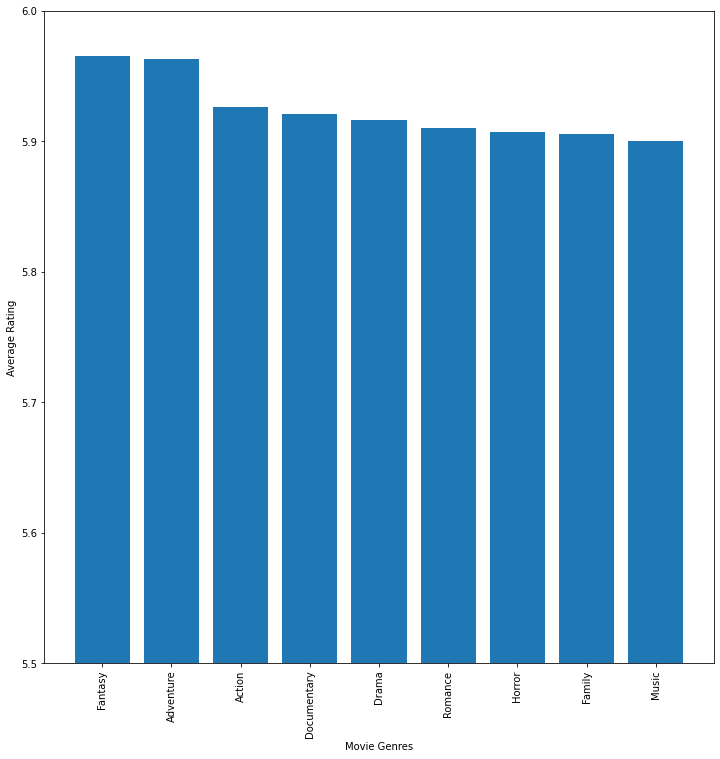 6.0
5.9
5.8
5.7
5.6
5.5
Average Rating
Fantasy
Adventure
Action
Documentary
Drama
Romance
Horror
Family
Music
Movie Genres